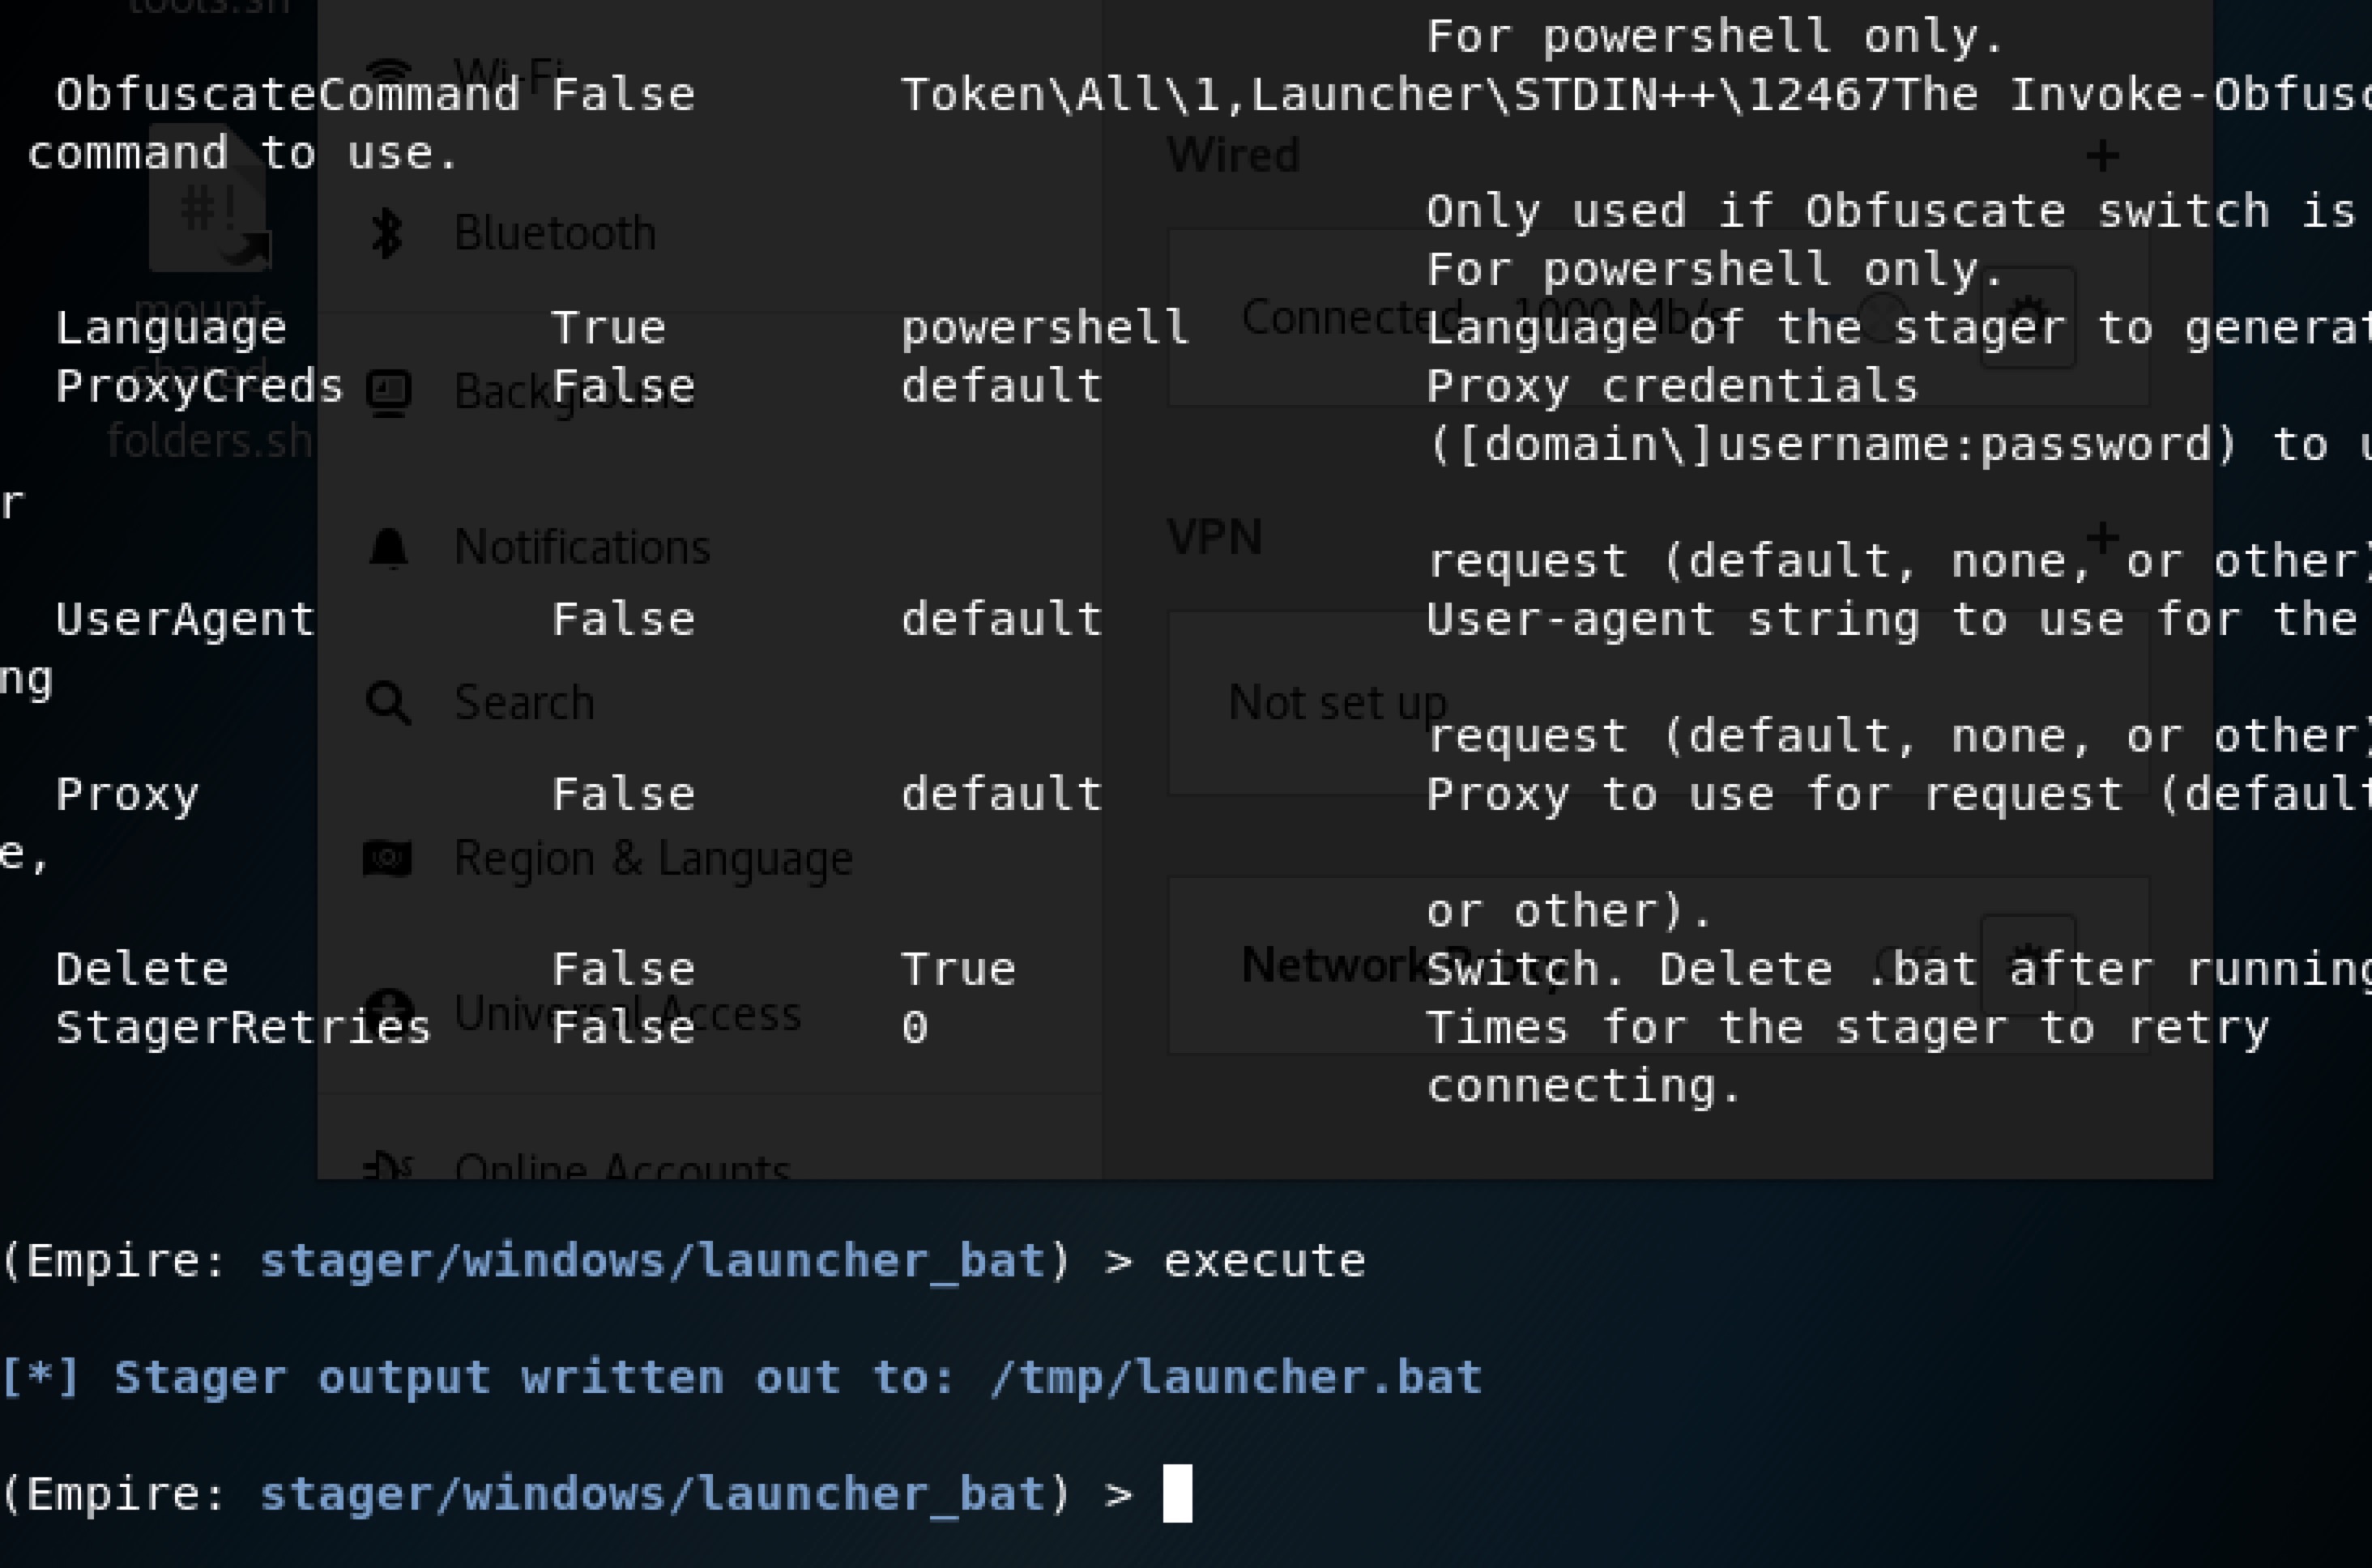 tools.sh
For powershell only.
ObfuscateCommand False Token\All\1,Launcher\STDIN++\12467The Invoke-Obfusc
command to use.
Only used if Obfuscate switch is
For powershell only.
Language True powershell Language of the stager to generat
ProxyCreds False default Proxy credentials
([domain\]username:password) to u
r
request (default, none, or other)
UserAgent False default User-agent string to use for the
ng
request (default, none, or other)
Proxy False default Proxy to use for request (default
e,
or other).
Delete False True Switch. Delete .bat after running
StagerRetries False 0 Times for the stager to retry
connecting.
(Empire: stager/windows/launcher_bat) > execute
[*] Stager output written out to: /tmp/launcher.bat
(Empire: stager/windows/launcher_bat) >
#!
mount-
shared-
folders.sh
Wi-Fi
Bluetooth
Background
Notifications
Search
Region & Language
Universal Access
Online Accounts
Wired +
Connected - 1000 Mb/s
VPN +
Not set up
Network Proxy Off